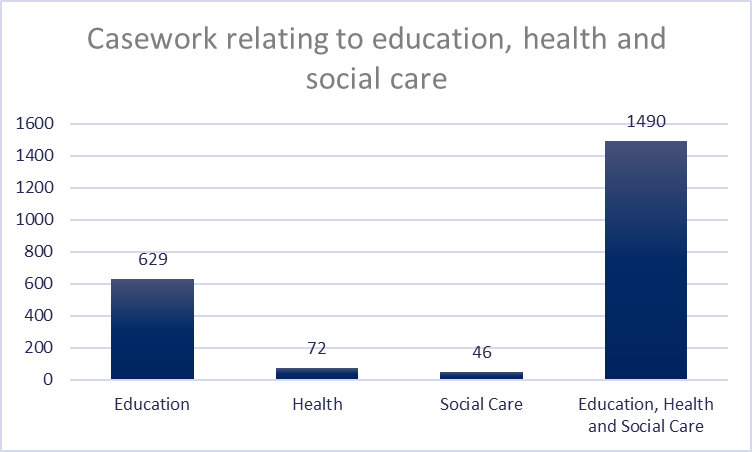 Casework relating to education, health and
social care
1600
1400
1200
1000
800
600
400
200
0
629
72
46
1490
Education
Health
Social Care
Education, Health
and Social Care